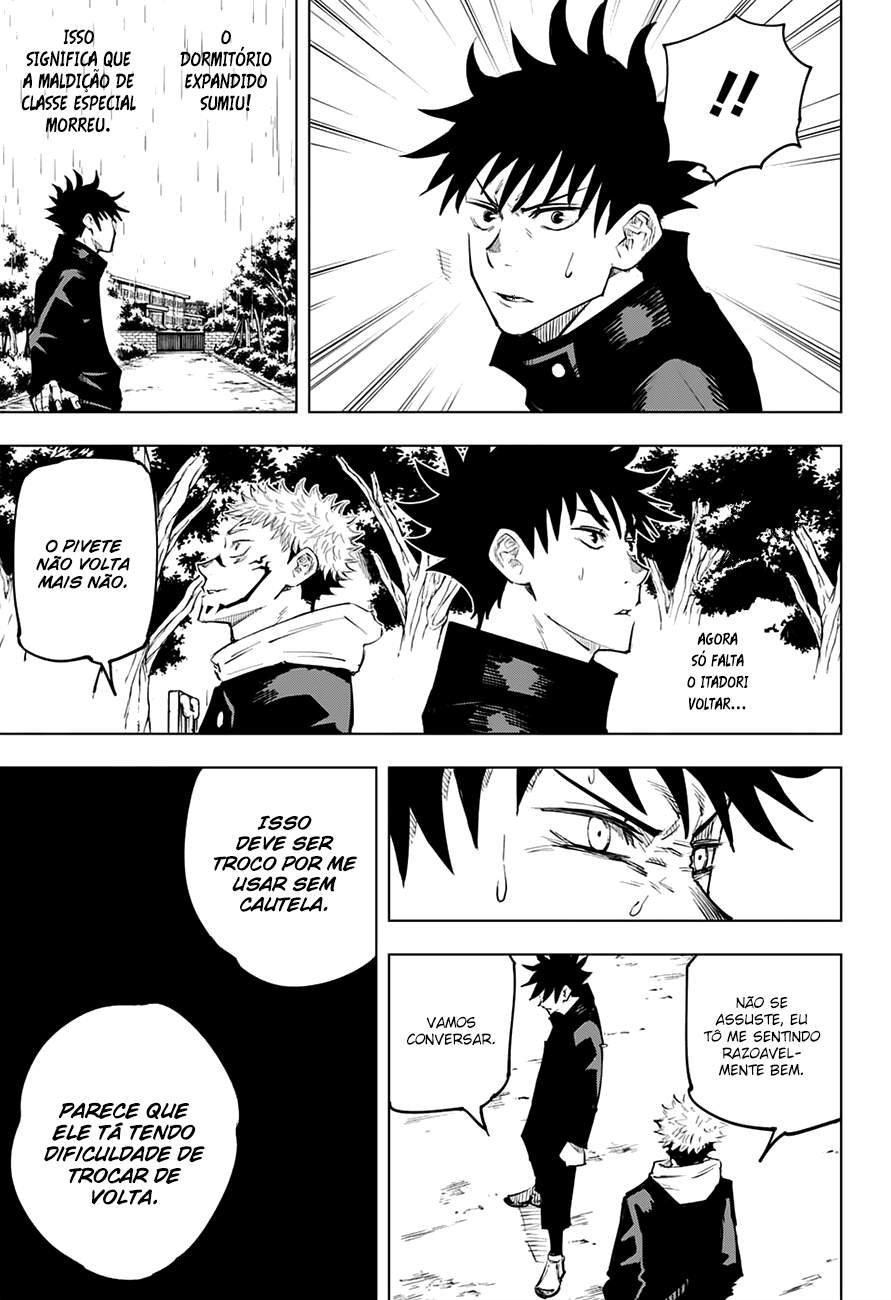 !!
O
DORMITÓRIO
EXPANDIDO
SUMIU!
ISSO
SIGNIFICA QUE
A MALDIÇÃO DE
CLASSE ESPECIAL
MORREU.
AGORA
SÓ FALTA
O ITADORI
VOLTAR...
O PIVETE
NÃO VOLTA
MAIS NÃO.
NÃO SE
ASSUSTE, EU
TÔ ME SENTINDO
RAZOAVEL-
MENTE BEM.
VAMOS
CONVERSAR.
ISSO
DEVE SER
TROCO POR ME
USAR SEM
CAUTELA.
PARECE QUE
ELE TÁ TENDO
DIFICULDADE DE
TROCAR DE
VOLTA.